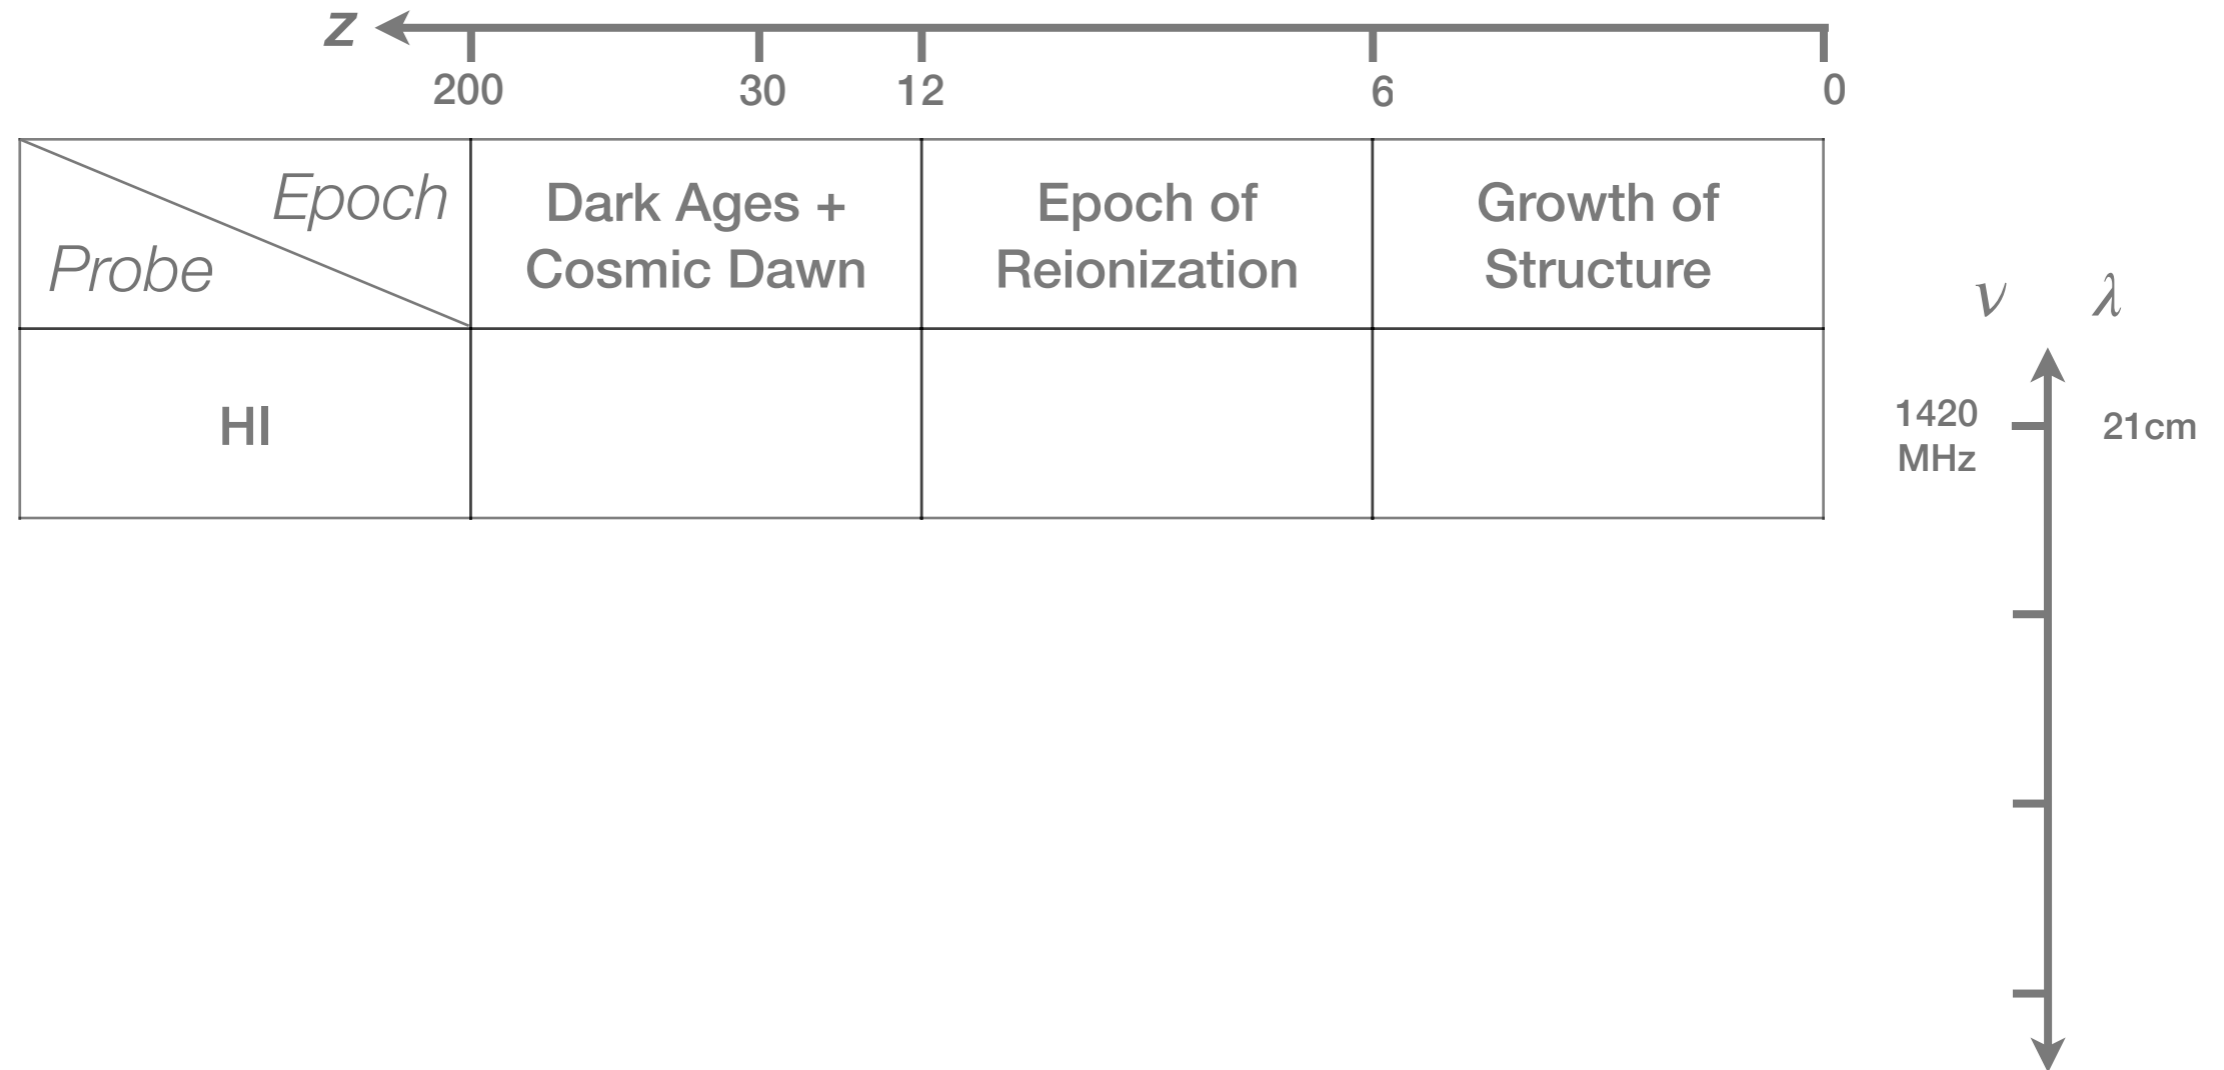 z
200 30 12 6 0
Epoch
Probe
Dark Ages +
Cosmic Dawn
Epoch of
Reionization
Growth of
Structure
ν λ
HI
1420
MHz
21cm